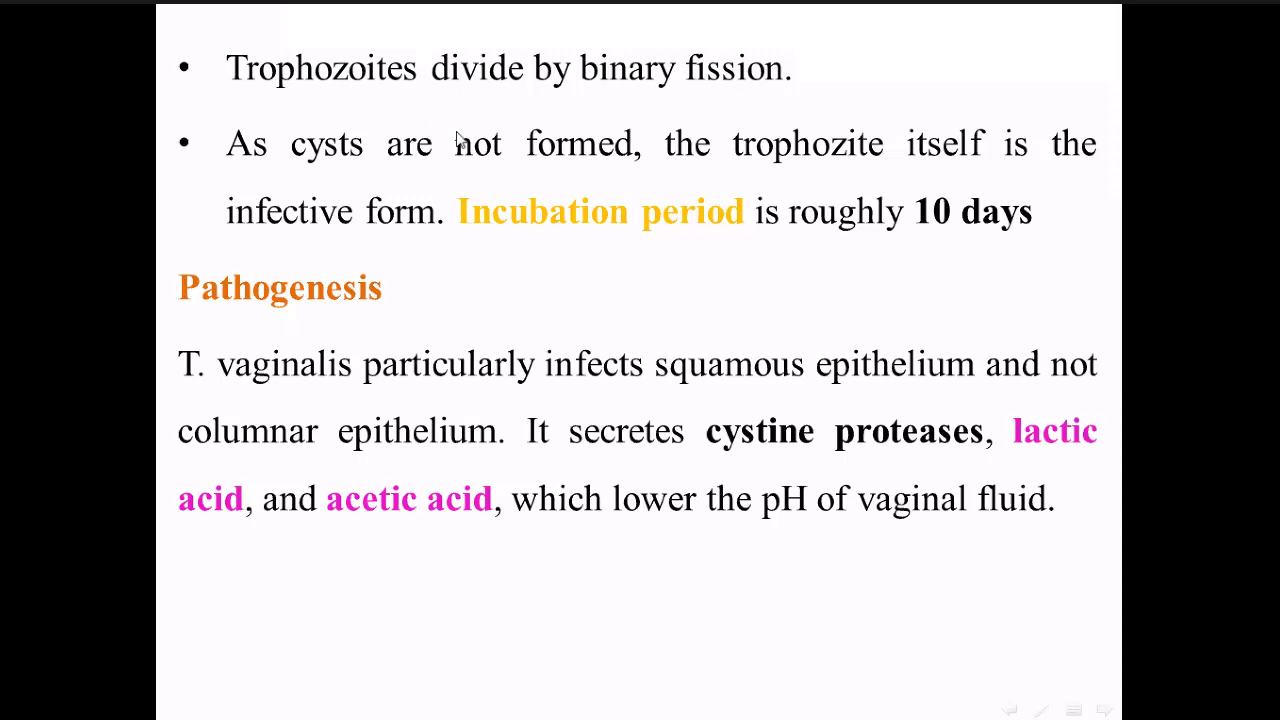 • Trophozoites divide by binary fission.
• As cysts are not formed, the trophozite itself is the
infective form. Incubation period is roughly 10 days
Pathogenesis
T. vaginalis particularly infects squamous epithelium and not
columnar epithelium. It secretes cystine proteases, lactic
acid, and acetic acid, which lower the pH of vaginal fluid.